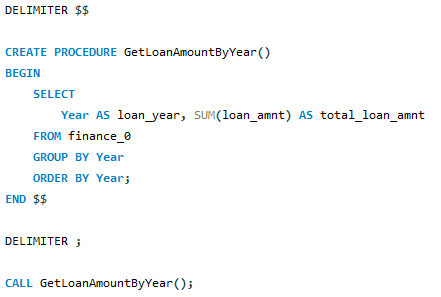 DELIMITER $$
CREATE PROCEDURE GetLoanAmountByYear()
BEGIN
SELECT
Year AS loan_year, SUM(loan_amnt) AS total_loan_amnt
FROM finance_0
GROUP BY Year
ORDER BY Year;
END $$
DELIMITER ;
CALL GetLoanAmountByYear();